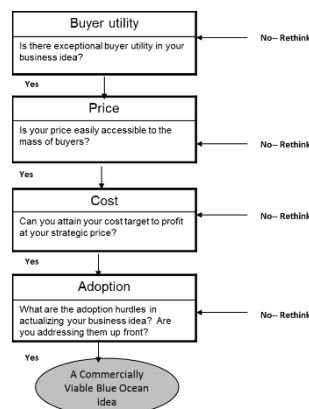 Buyer utility
Is there exceptional buyer utility in your
business idea?
No-- Rethink
Yes
Price
Is your price easily accessible to the
mass of buyers?
No-- Rethink
Yes
Cost
Can you attain your cost target to profit
at your strategic price?
No-- Rethink
Yes
Adoption
What are the adoption hurdles in
actualizing your business idea? Are
you addressing them up front?
No-- Rethink
Yes
A Commercially
Viable Blue Ocean
Idea